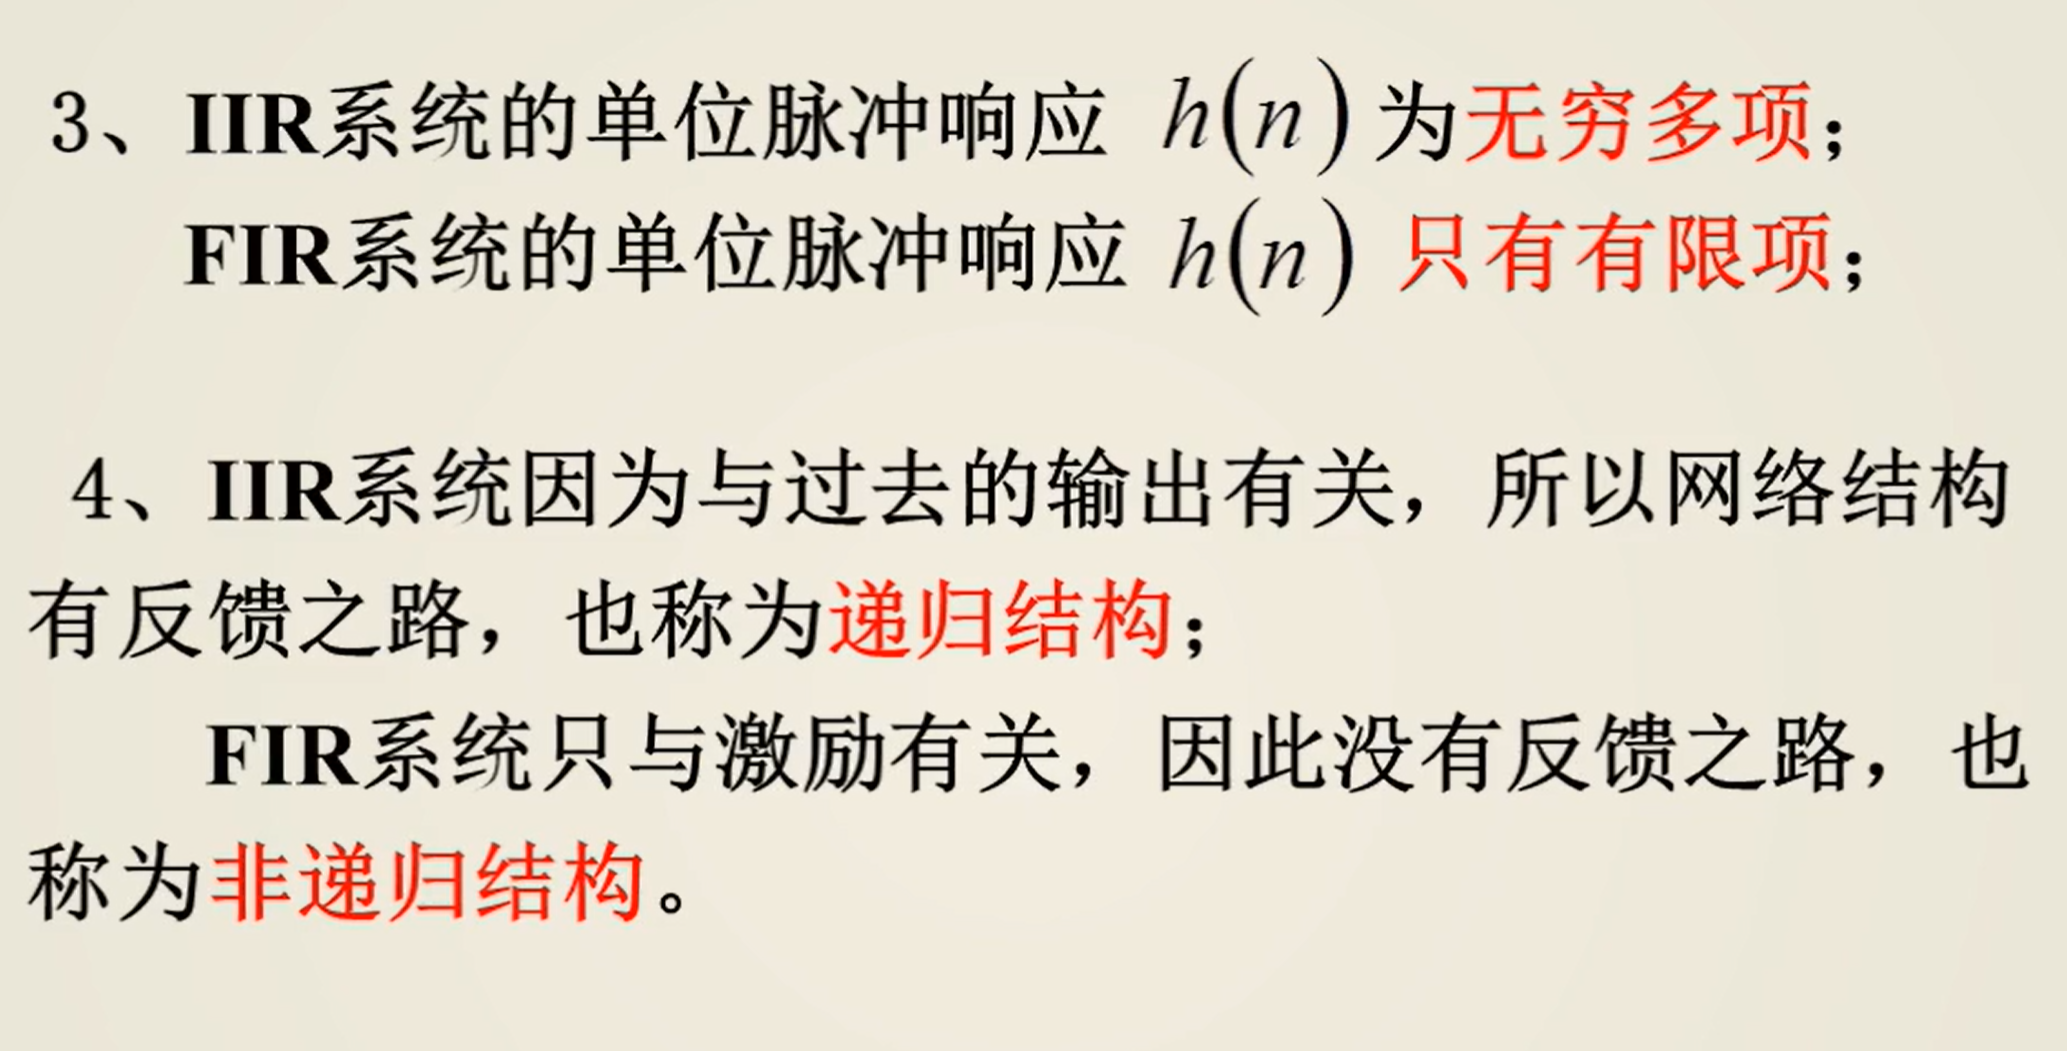 3、IIR系统的单位脉冲响应 h(n) 为无穷多项；
FIR系统的单位脉冲响应 h(n) 只有有限项；
4、IIR系统因为与过去的输出有关，所以网络结构
有反馈之路，也称为递归结构；
FIR系统只与激励有关，因此没有反馈之路，也
称为非递归结构。